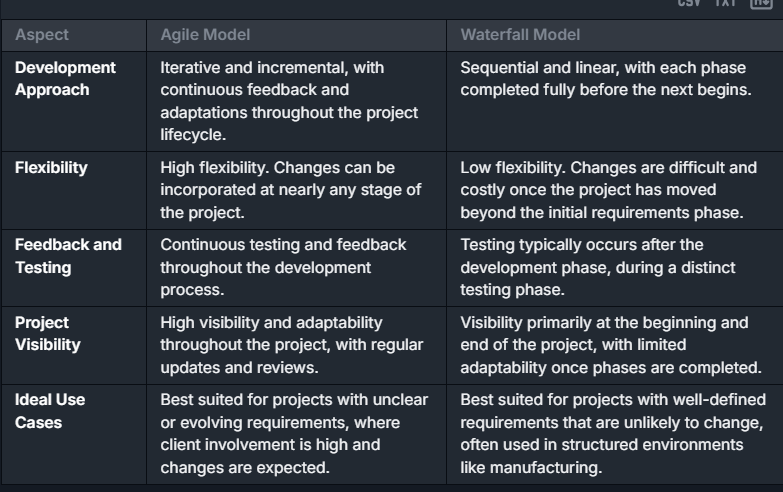 CSV TXT
Aspect Agile Model Waterfall Model
Development Approach
Iterative and incremental, with
continuous feedback and
adaptations throughout the project
lifecycle.
Sequential and linear, with each phase
completed fully before the next begins.
Flexibility
High flexibility. Changes can be
incorporated at nearly any stage of
the project.
Low flexibility. Changes are difficult and
costly once the project has moved
beyond the initial requirements phase.
Feedback and
Testing
Continuous testing and feedback
throughout the development
process.
Testing typically occurs after the
development phase, during a distinct
testing phase.
Project
Visibility
High visibility and adaptability
throughout the project, with regular
updates and reviews.
Visibility primarily at the beginning and
end of the project, with limited
adaptability once phases are completed.
Ideal Use
Cases
Best suited for projects with unclear
or evolving requirements, where
client involvement is high and
changes are expected.
Best suited for projects with well-defined
requirements that are unlikely to change,
often used in structured environments
like manufacturing.